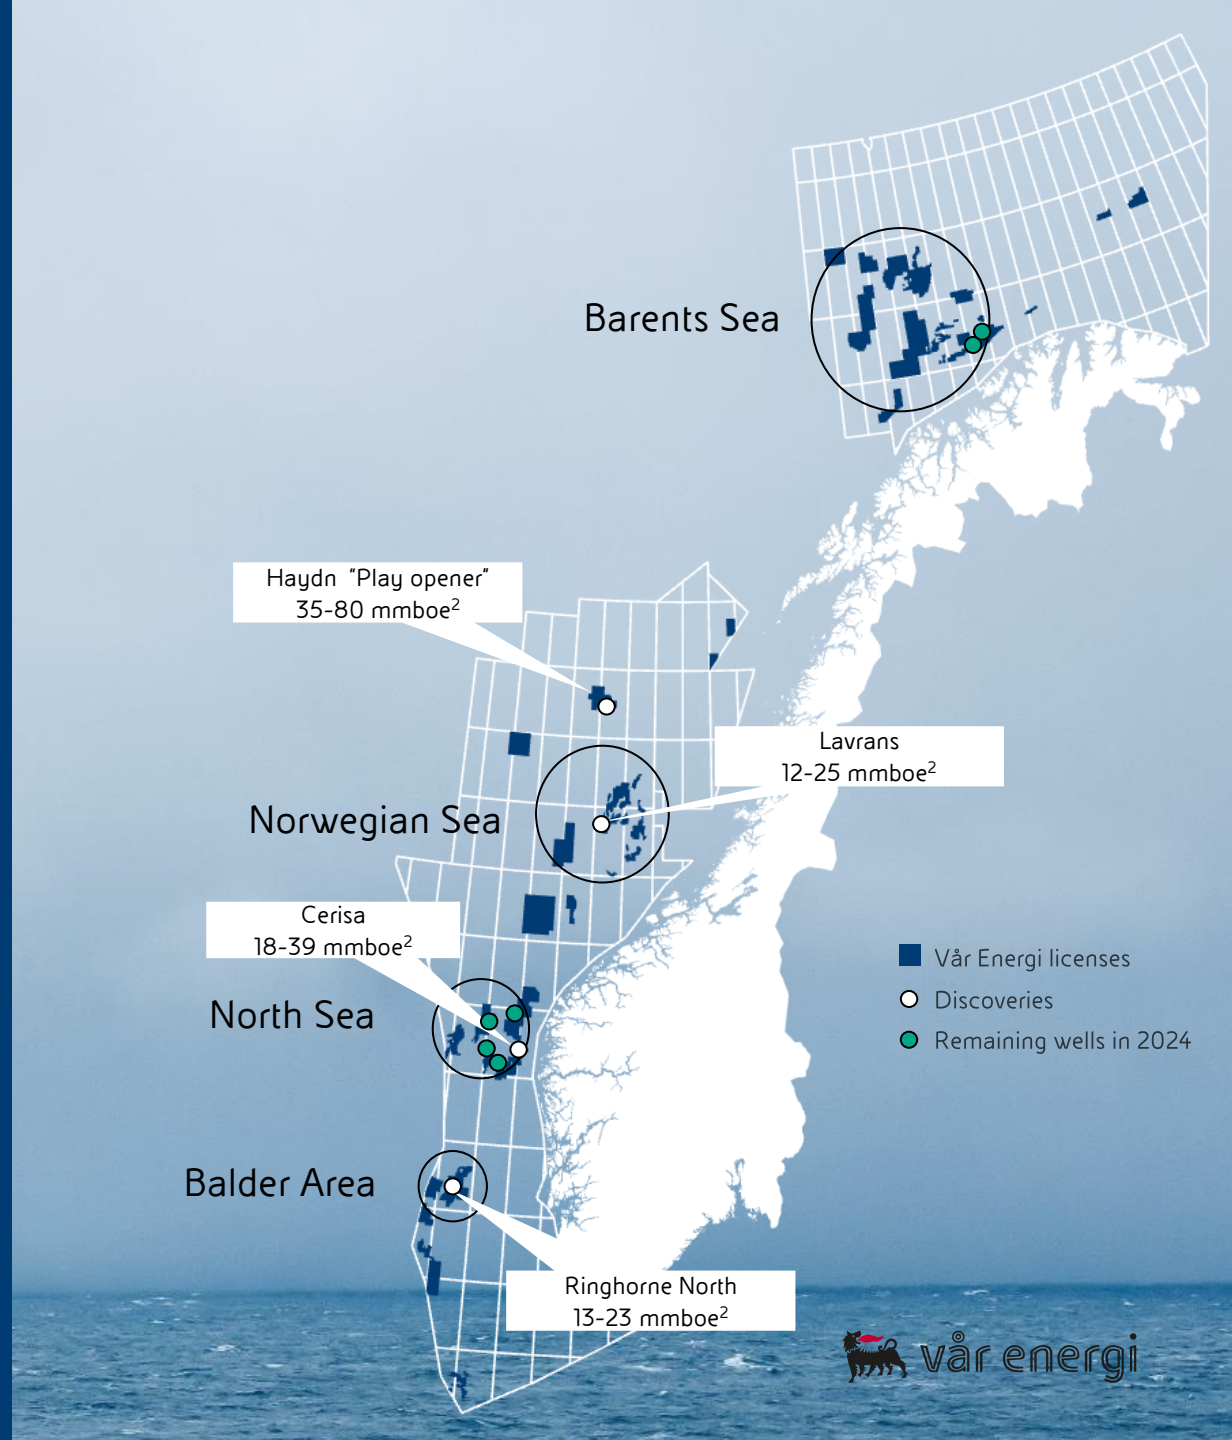 Barents Sea
Haydn "Play opener"
35-80 mmboe²
Lavrans
12-25 mmboe²
Norwegian Sea
Cerisa
18-39 mmboe²
North Sea
Vår Energi licenses
Discoveries
Remaining wells in 2024
Balder Area
Ringhorne North
13-23 mmboe²
vår energi